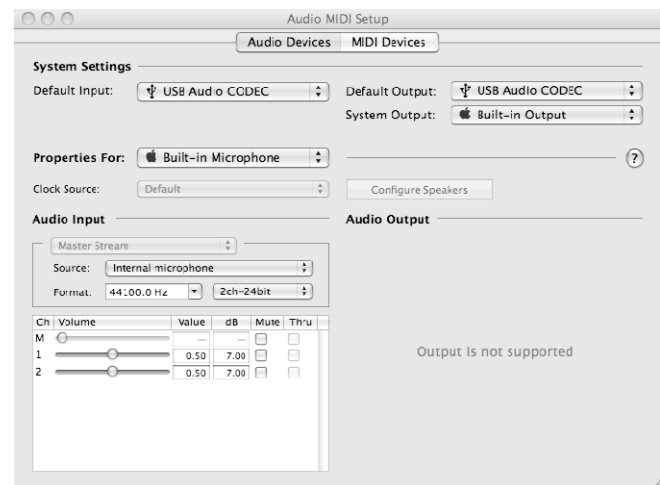 Audio MIDI Setup
Audio Devices MIDI Devices
System Settings
Default Input: USB Audio CODEC
Default Output: USB Audio CODEC
System Output: Built-in Output
Properties For: Built-in Microphone ?
Clock Source: Default
Configure Speakers
Audio Input
Audio Output
Master Stream
Source: Internal microphone
Format: 44100.0 Hz 2ch-24bit
Ch Volume Value dB Mute Thru
M — —
1 0.50 7.00
2 0.50 7.00
Output Is not supported